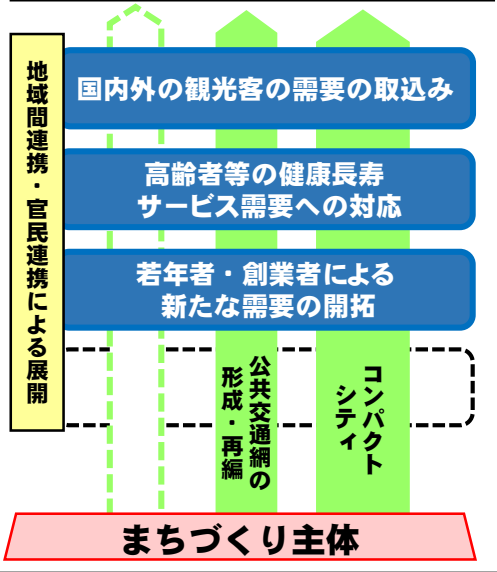 地域間連携・官民連携による展開
国内外の観光客の需要の取込み
高齢者等の健康長寿
サービス需要への対応
若年者・創業者による
新たな需要の開拓
公共交通網の
形成・再編
コンパクト
シティ
まちづくり主体